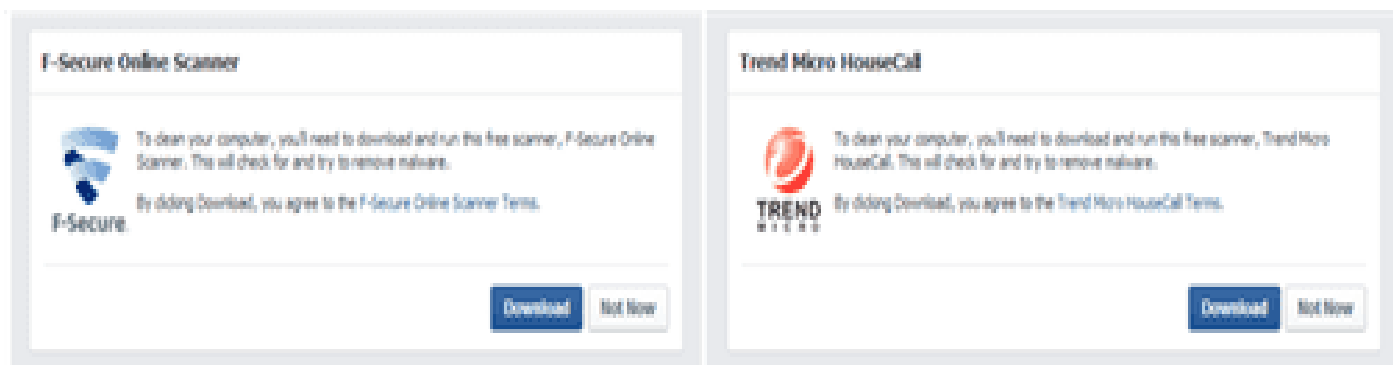 F-Secure Online Scanner
To clean your computer, you'll need to download and run this free scanner, F-Secure Online
Scanner. This will check for and try to remove malware.
By clicking Download, you agree to the F-Secure Online Scanner Terms.
F-Secure.
Download
Not Now
Trend Micro HouseCall
To clean your computer, you'll need to download and run this free scanner, Trend Micro
HouseCall. This will check for and try to remove malware.
By clicking Download, you agree to the Trend Micro HouseCall Terms.
TREND
MICRO
Download
Not Now